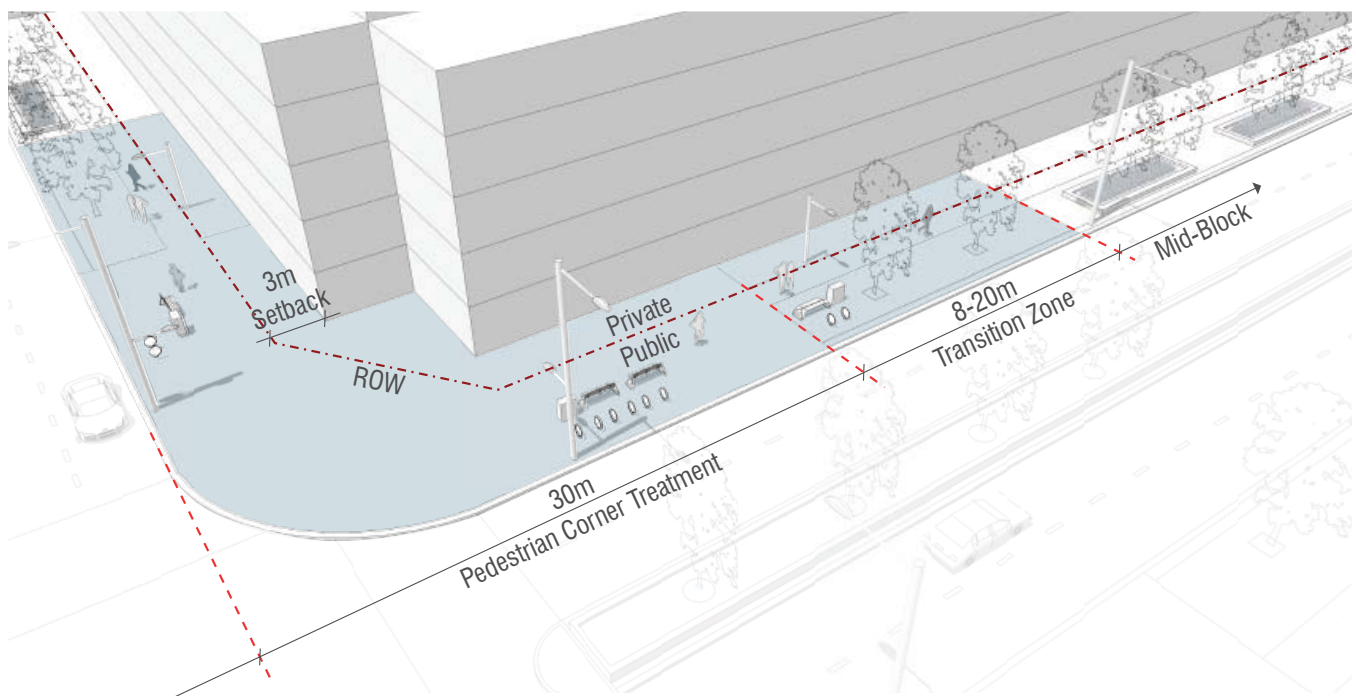 3m
Setback
ROW
Private
Public
30m
Pedestrian Corner Treatment
8-20m
Transition Zone
Mid-Block